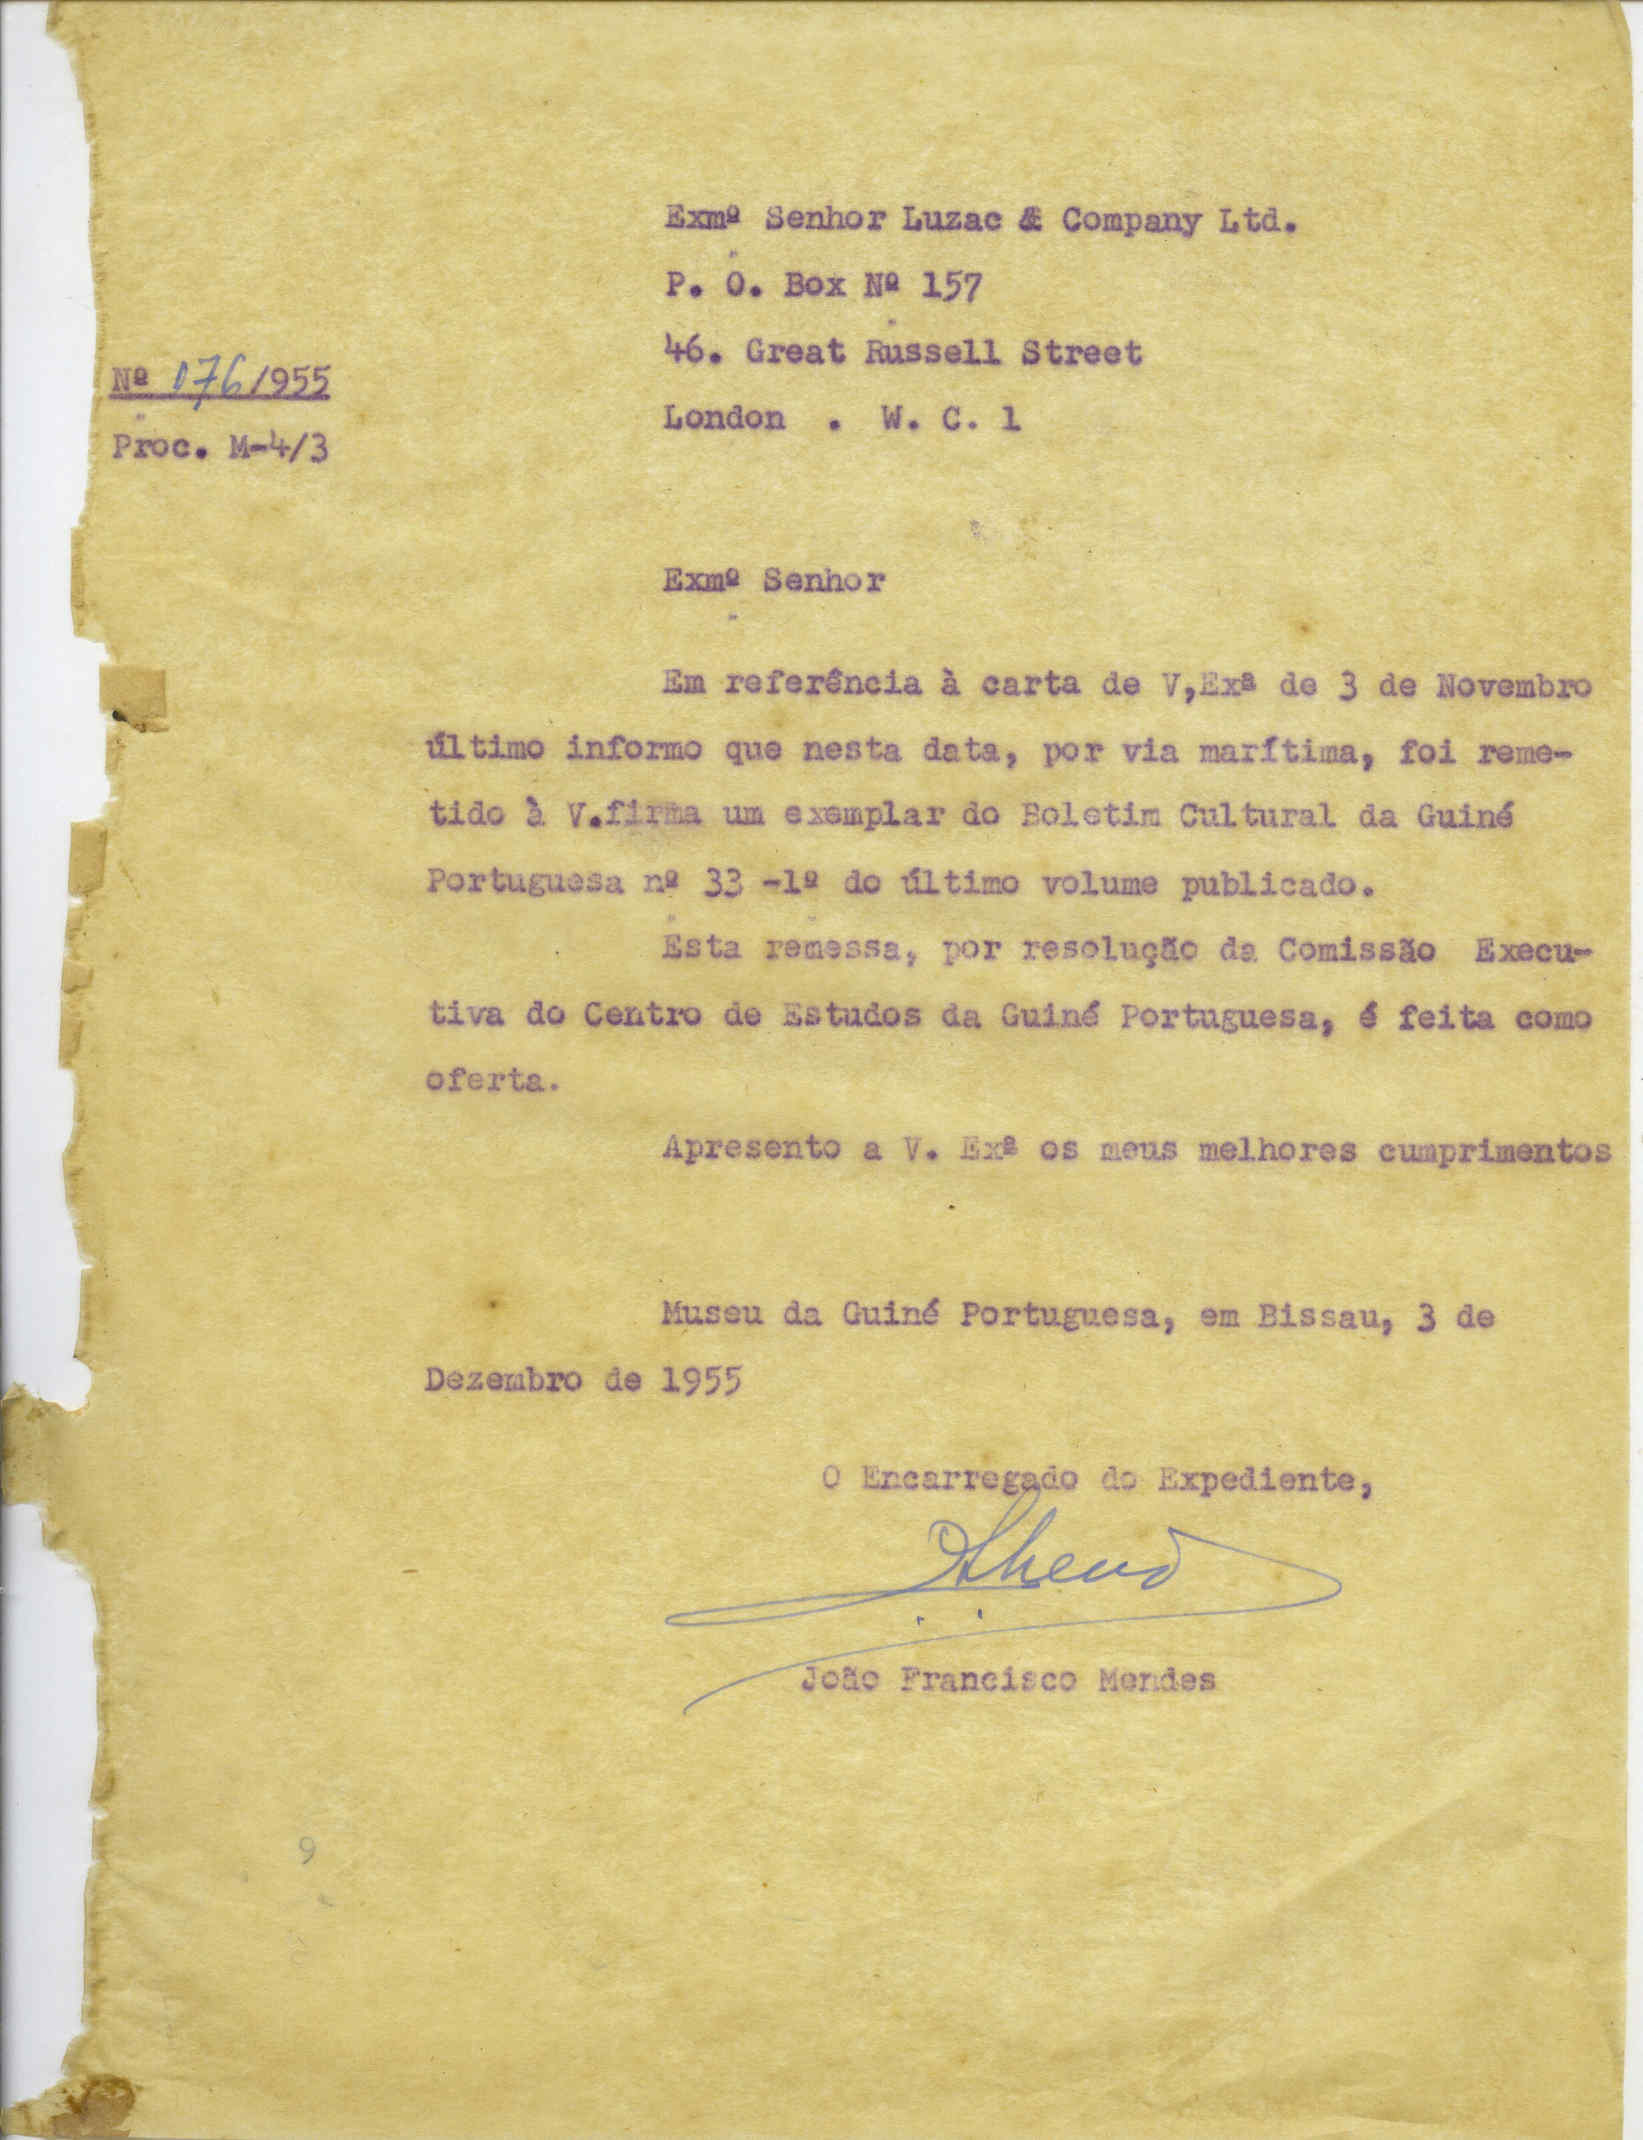 Exmº Senhor Luzac & Company Ltd.
P. O. Box Nº 157
46. Great Russell Street
Nº 076/955
London . W. C. 1
Proc. M-4/3
Exmº Senhor
Em referência à carta de V,Exª de 3 de Novembro
último informo que nesta data, por via marítima, foi reme-
tido à V.firma um exemplar do Boletim Cultural da Guiné
Portuguesa nº 33 -1º do último volume publicado.
Esta remessa, por resolução da Comissão Execu-
tiva do Centro de Estudos da Guiné Portuguesa, é feita como
oferta.
Apresento a V. Exª os meus melhores cumprimentos
Museu da Guiné Portuguesa, em Bissau, 3 de
Dezembro de 1955
O Encarregado do Expediente,
João Francisco Mendes
9